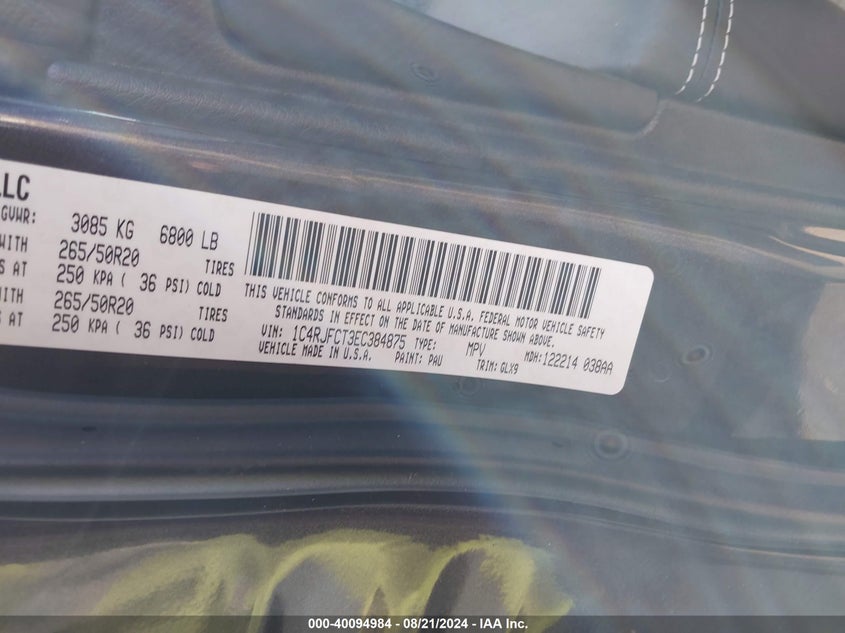 LLC
GVWR: 3085 KG 6800 LB
WITH 265/50R20 TIRES
S AT 250 KPA ( 36 PSI) COLD
WITH 265/50R20 TIRES
S AT 250 KPA ( 36 PSI) COLD
THIS VEHICLE CONFORMS TO ALL APPLICABLE U.S.A. FEDERAL MOTOR VEHICLE SAFETY
STANDARDS IN EFFECT ON THE DATE OF MANUFACTURE SHOWN ABOVE.
VIN: 1C4RJFCT3EC384875 TYPE: MPV MDH:122214 038AA
VEHICLE MADE IN U.S.A. PAINT: PAU TRIM: GLX9
000-40094984 - 08/21/2024 - IAA Inc.